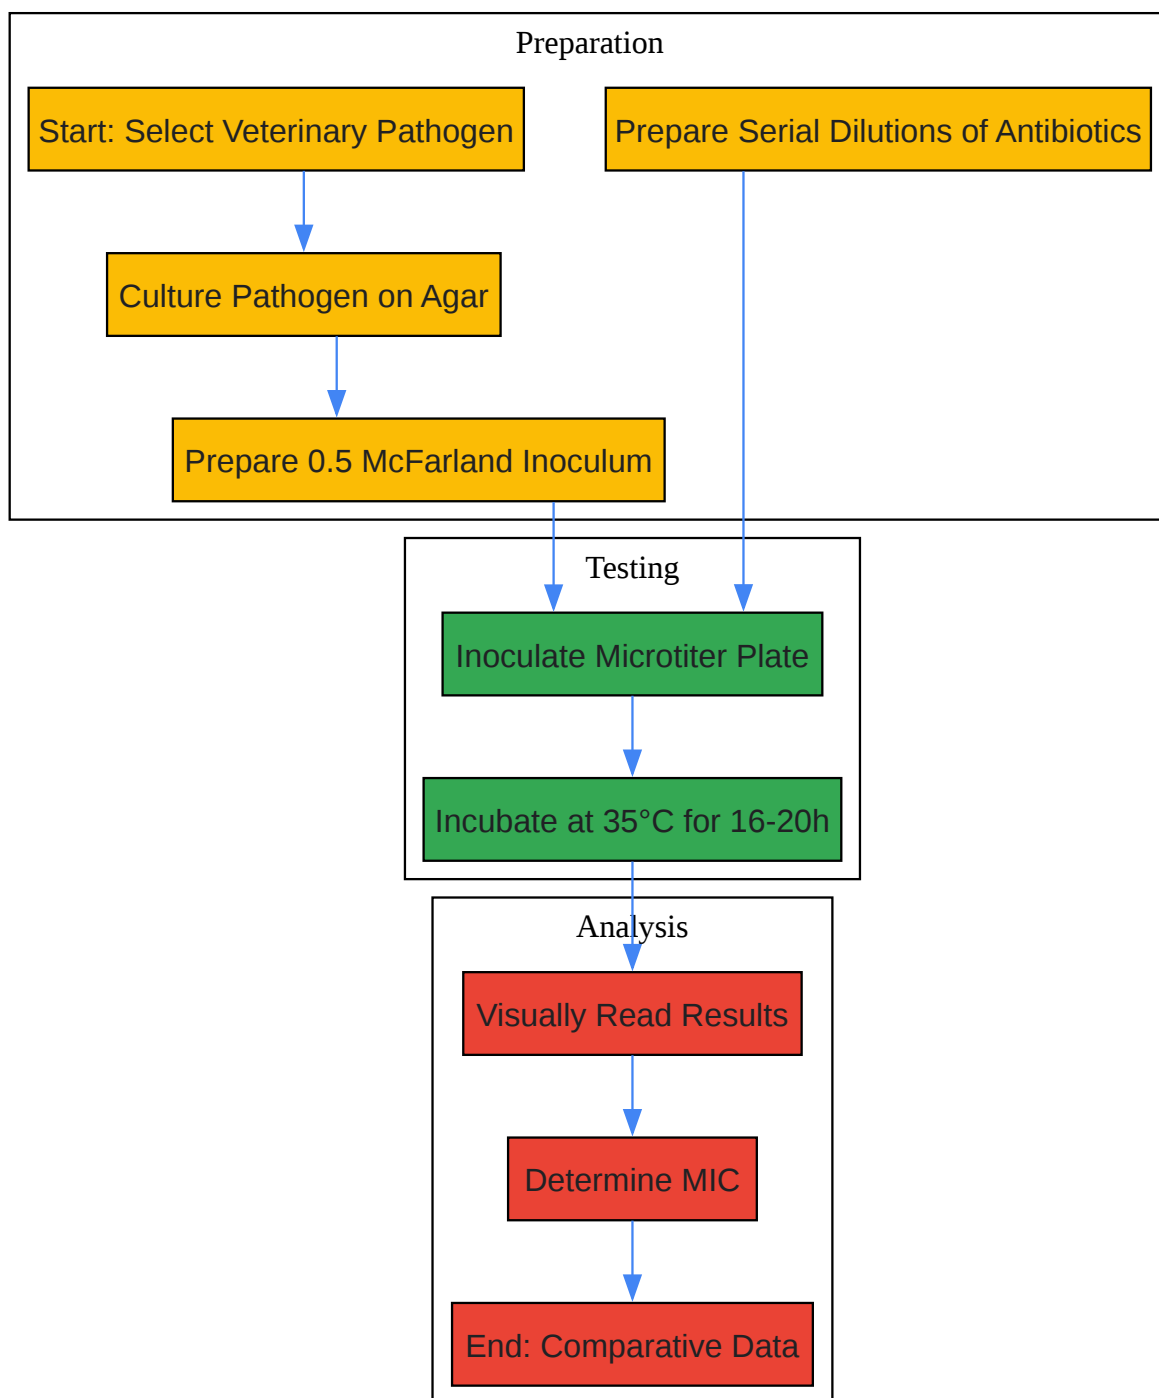 Preparation
Start: Select Veterinary Pathogen
Prepare Serial Dilutions of Antibiotics
Culture Pathogen on Agar
Prepare 0.5 McFarland Inoculum
Testing
Inoculate Microtiter Plate
Incubate at 35°C for 16-20h
Analysis
Visually Read Results
Determine MIC
End: Comparative Data